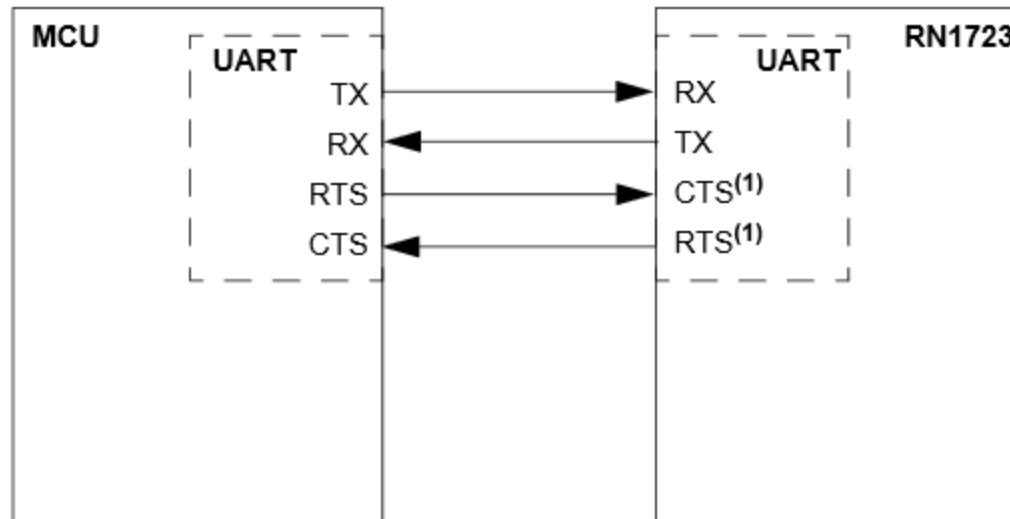 MCU
RN1723
UART
UART
TX
RX
RX
TX
RTS
CTS(1)
CTS
RTS(1)